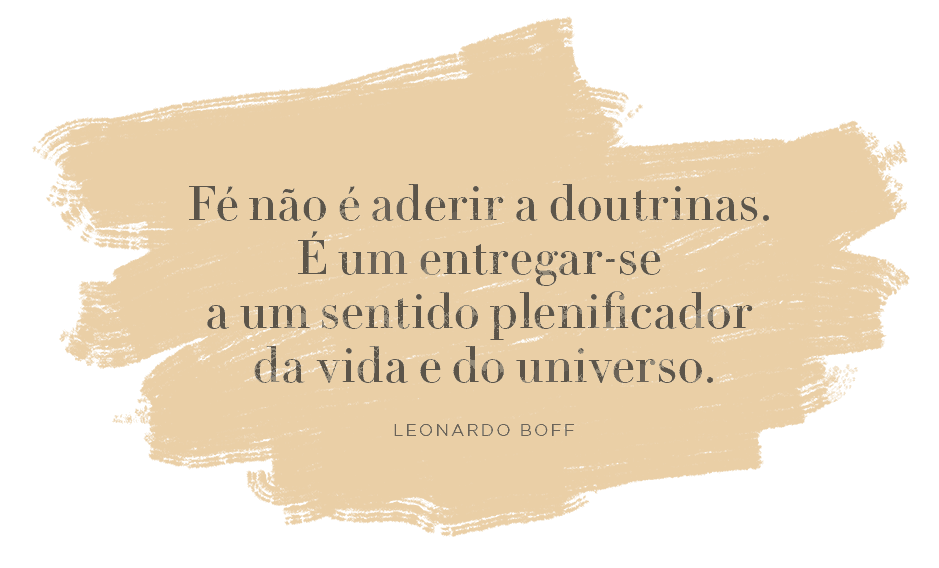 Fé não é aderir a doutrinas.
É um entregar-se
a um sentido plenificador
da vida e do universo.
LEONARDO BOFF